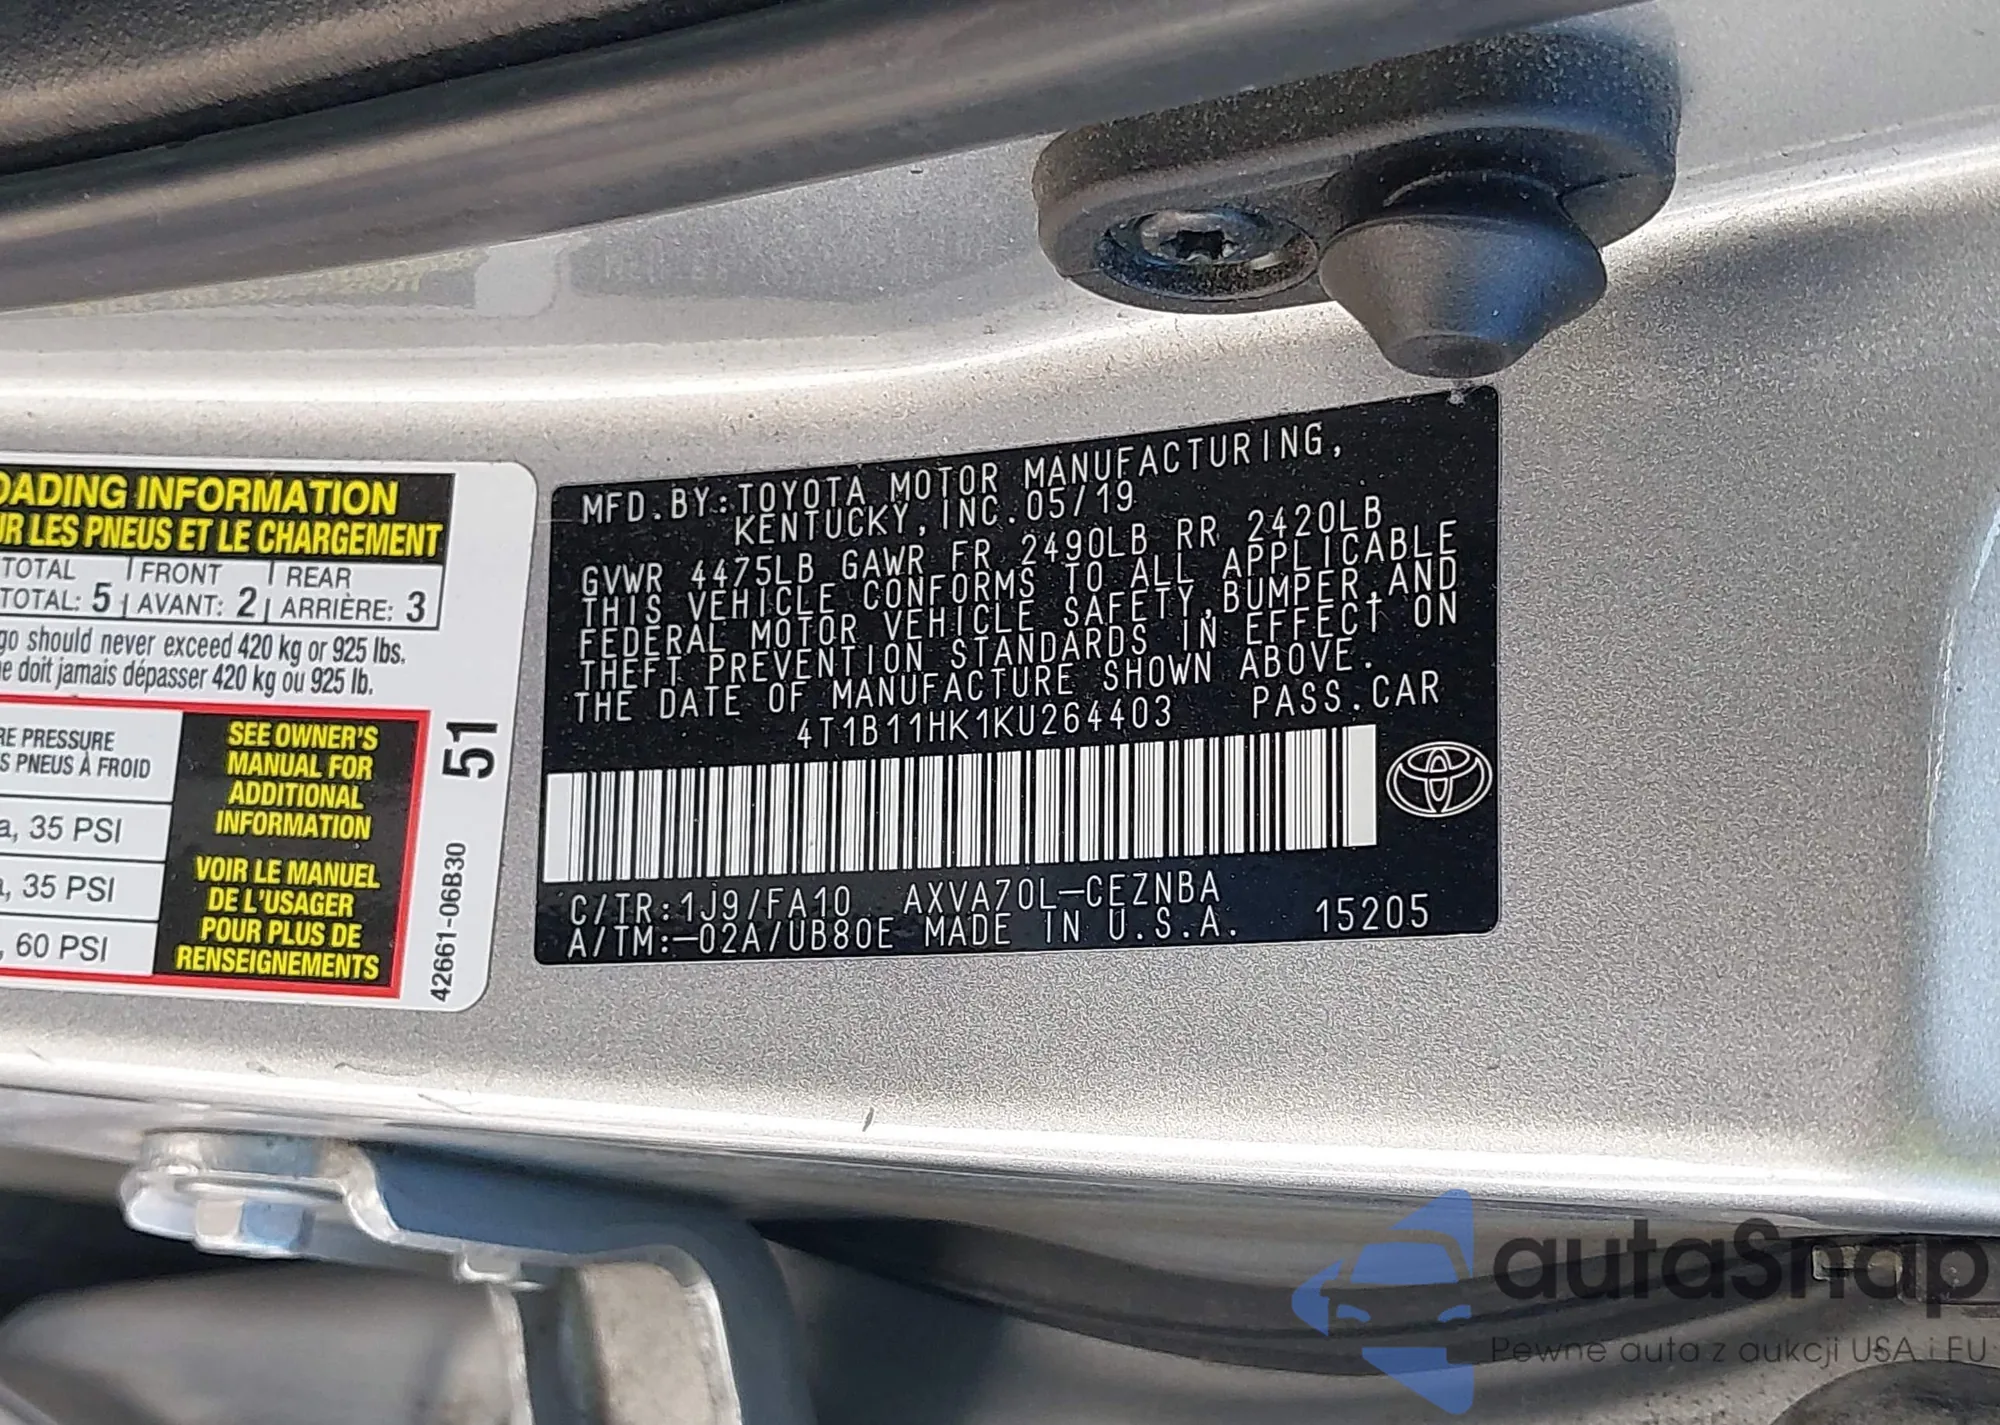 OADING INFORMATION
UR LES PNEUS ET LE CHARGEMENT
TOTAL FRONT REAR
TOTAL: 5 AVANT: 2 ARRIÈRE: 3
go should never exceed 420 kg or 925 lbs.
ne doit jamais dépasser 420 kg ou 925 lb.
RE PRESSURE
S PNEUS À FROID
a, 35 PSI
a, 35 PSI
, 60 PSI
SEE OWNER'S
MANUAL FOR
ADDITIONAL
INFORMATION
VOIR LE MANUEL
DE L'USAGER
POUR PLUS DE
RENSEIGNEMENTS
51
42661-06B30
MFD.BY:TOYOTA MOTOR MANUFACTURING,
KENTUCKY,INC.05/19
GVWR 4475LB GAWR FR 2490LB RR 2420LB
THIS VEHICLE CONFORMS TO ALL APPLICABLE
FEDERAL MOTOR VEHICLE SAFETY,BUMPER,AND
THEFT PREVENTION STANDARDS IN EFFECT ON
THE DATE OF MANUFACTURE SHOWN ABOVE.
4T1B11HK1KU264403 PASS.CAR
C/TR:1J9/FA10 AXVA70L-CEZNBA
A/TM:-02A/UB80E MADE IN U.S.A. 15205
autaSnap
Pewne auta z aukcji USA i EU